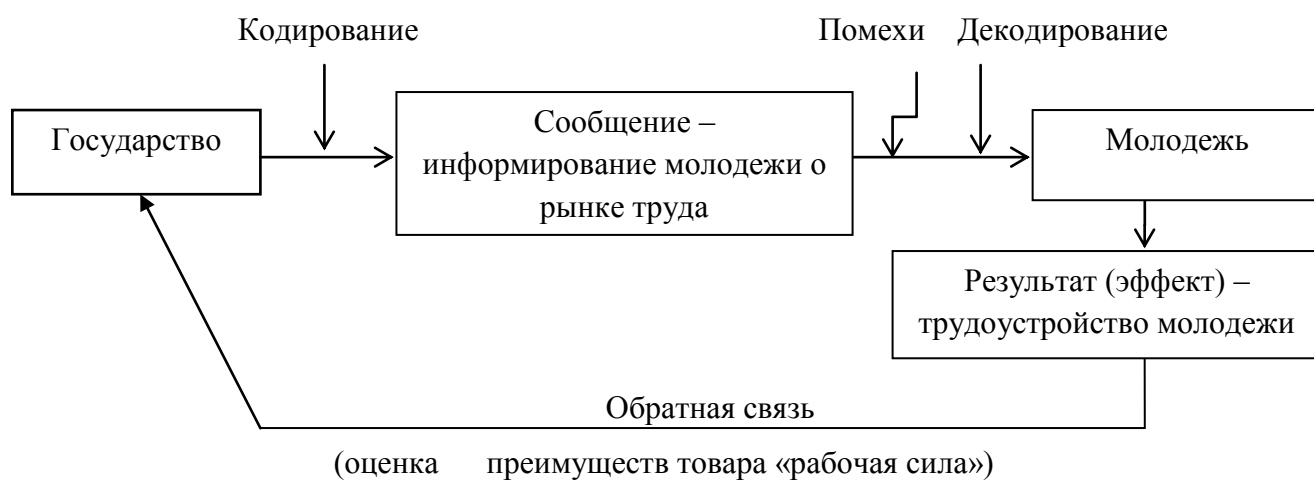 Кодирование
Помехи
Декодирование
Государство
Сообщение –
информирование молодежи о
рынке труда
Молодежь
Результат (эффект) –
трудоустройство молодежи
Обратная связь
(оценка преимуществ товара «рабочая сила»)